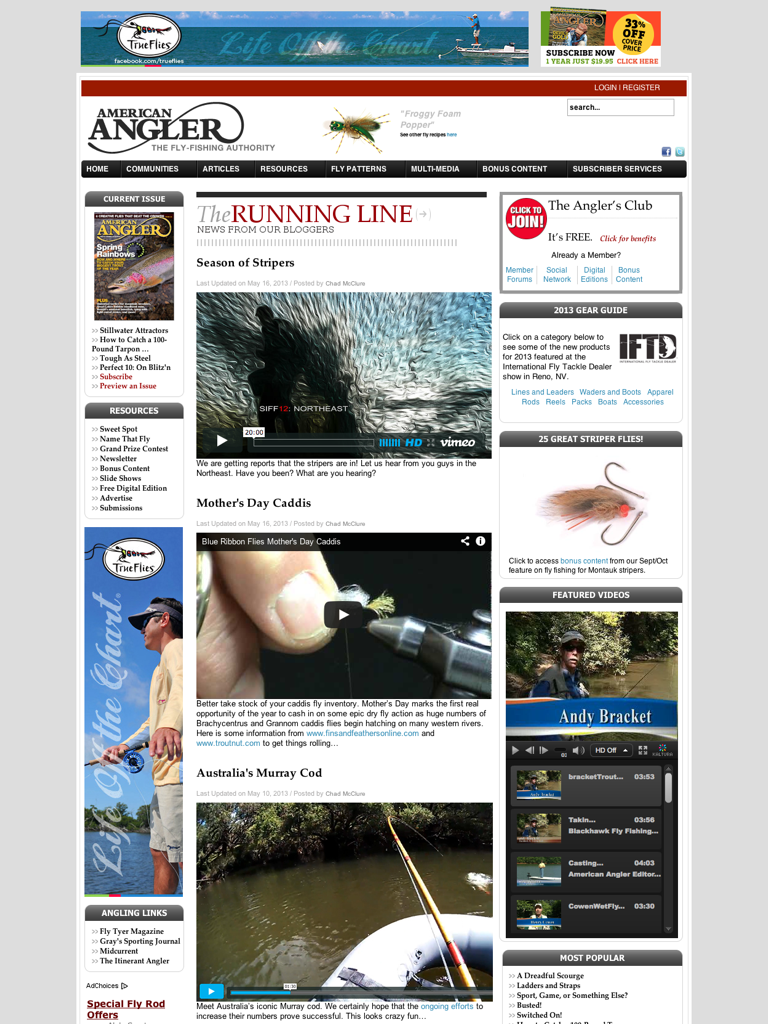 TrueFlies
facebook.com/trueflies
Life Of the Chart
ANGLER
33%
OFF
COVER
PRICE
SUBSCRIBE NOW
1 YEAR JUST $19.95 CLICK HERE
LOGIN | REGISTER
AMERICAN
ANGLER
THE FLY-FISHING AUTHORITY
"Froggy Foam
Popper"
See other fly recipes here
search...
HOME
COMMUNITIES
ARTICLES
RESOURCES
FLY PATTERNS
MULTI-MEDIA
BONUS CONTENT
SUBSCRIBER SERVICES
CURRENT ISSUE
AMERICAN
ANGLER
Spring
Rainbows
PLUS
>> Stillwater Attractors
>> How to Catch a 100-
Pound Tarpon …
>> Tough As Steel
>> Perfect 10: On Blitz'n
>> Subscribe
>> Preview an Issue
RESOURCES
>> Sweet Spot
>> Name That Fly
>> Grand Prize Contest
>> Newsletter
>> Bonus Content
>> Slide Shows
>> Free Digital Edition
>> Advertise
>> Submissions
TrueFlies
Life Of the Chart
ANGLING LINKS
>> Fly Tyer Magazine
>> Gray's Sporting Journal
>> Midcurrent
>> The Itinerant Angler
AdChoices
Special Fly Rod
Offers
The RUNNING LINE
NEWS FROM OUR BLOGGERS
Season of Stripers
Last Updated on May 16, 2013 / Posted by Chad McClure
SIFF12: NORTHEAST
20:00
HD
vimeo
We are getting reports that the stripers are in! Let us hear from you guys in the
Northeast. Have you been? What are you hearing?
Mother's Day Caddis
Last Updated on May 16, 2013 / Posted by Chad McClure
Blue Ribbon Flies Mother's Day Caddis
Better take stock of your caddis fly inventory. Mother's Day marks the first real
opportunity of the year to cash in on some epic dry fly action as huge numbers of
Brachycentrus and Grannom caddis flies begin hatching on many western rivers.
Here is some information from www.finsandfeathersonline.com and
www.troutnut.com to get things rolling…
Australia's Murray Cod
Last Updated on May 10, 2013 / Posted by Chad McClure
Meet Australia's iconic Murray cod. We certainly hope that the ongoing efforts to
increase their numbers prove successful. This looks crazy fun…
CLICK TO
JOIN!
The Angler's Club
It's FREE. Click for benefits
Already a Member?
Member
Forums
Social
Network
Digital
Editions
Bonus
Content
2013 GEAR GUIDE
Click on a category below to
see some of the new products
for 2013 featured at the
International Fly Tackle Dealer
show in Reno, NV.
IFTD
Lines and Leaders Waders and Boots Apparel
Rods Reels Packs Boats Accessories
25 GREAT STRIPER FLIES!
Click to access bonus content from our Sept/Oct
feature on fly fishing for Montauk stripers.
FEATURED VIDEOS
Andy Bracket
HD Off
KALTURA
bracketTrout... 03:53
Takin... 03:56
Blackhawk Fly Fishing...
Casting... 04:03
American Angler Editor...
CowenWetFly... 03:30
MOST POPULAR
>> A Dreadful Scourge
>> Ladders and Straps
>> Sport, Game, or Something Else?
>> Busted!
>> Switched On!